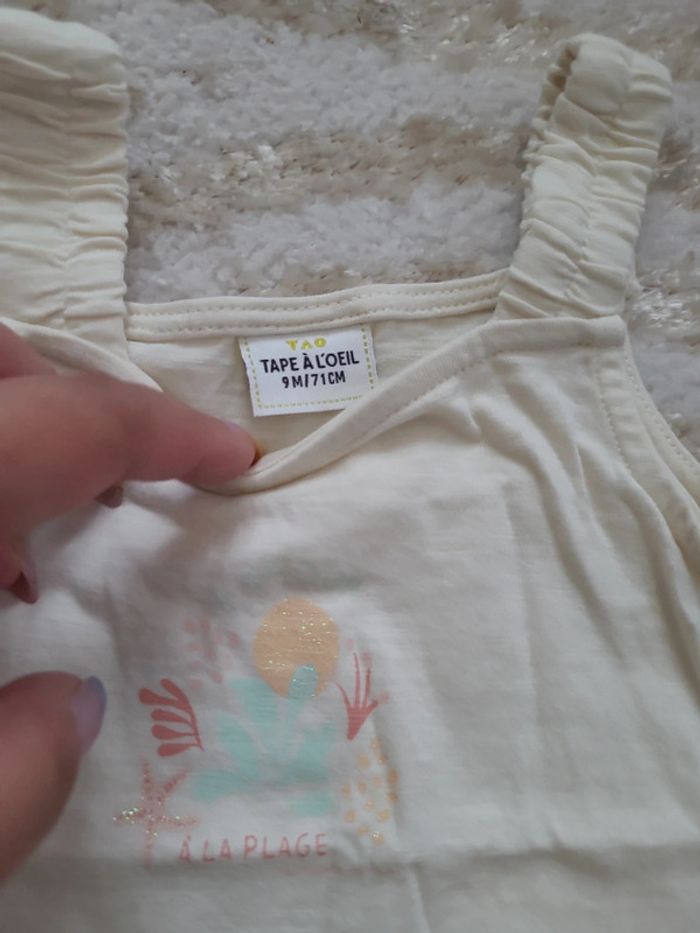 TAO
TAPE À L'OEIL
9M/71CM
À LA PLAGE